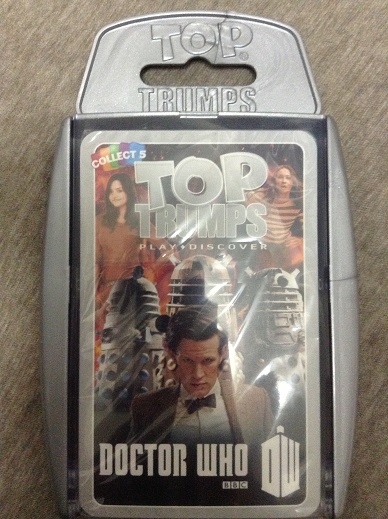 TOP
TRUMPS
COLLECT 5
TOP
TRUMPS
PLAY•DISCOVER
DOCTOR WHO
DW
BBC